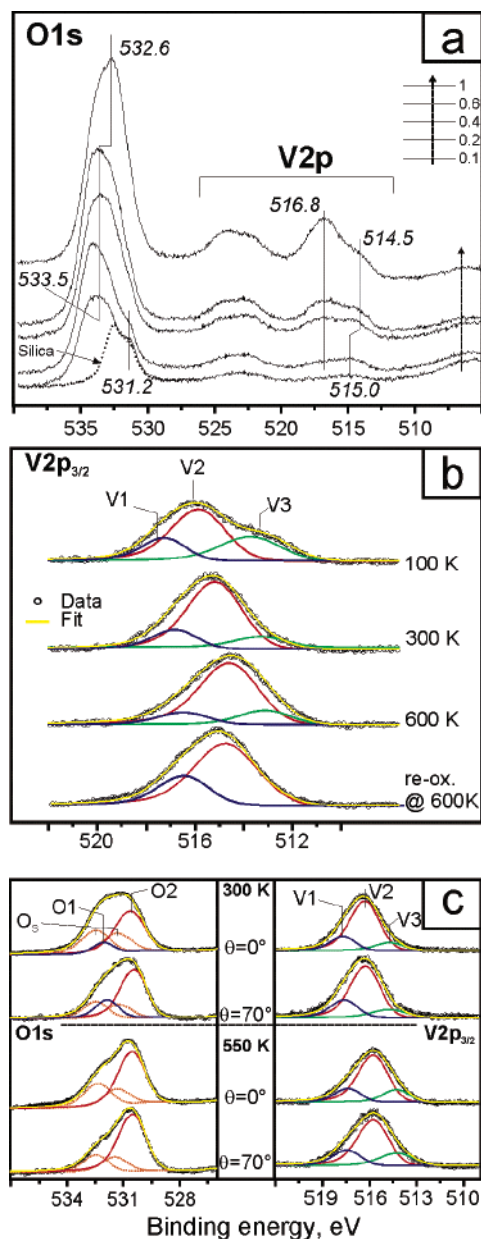 O1s
a
532.6
1
0.6
0.4
0.2
0.1
V2p
516.8
514.5
533.5
Silica
531.2
515.0
535 530 525 520 515 510
V2p3/2
b
V2
V1
V3
100 K
Data
Fit
300 K
600 K
re-ox.
@ 600K
520 516 512
c
O2
O1
OS
300 K
V1
V2
V3
θ=0°
θ=70°
O1s
V2p3/2
550 K
θ=0°
θ=70°
534 531 528
519 516 513 510
Binding energy, eV